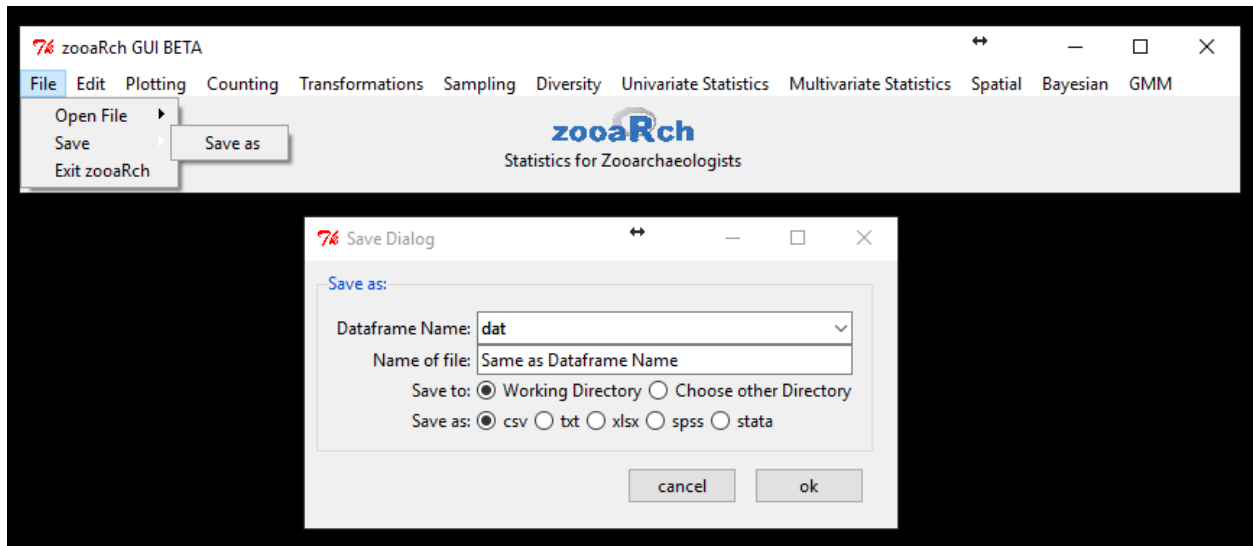 zooaRch GUI BETA
File Edit Plotting Counting Transformations Sampling Diversity Univariate Statistics Multivariate Statistics Spatial Bayesian GMM
Open File
Save
Save as
Exit zooaRch
zooaRch
Statistics for Zooarchaeologists
Save Dialog
Save as:
Dataframe Name: dat
Name of file: Same as Dataframe Name
Save to: Working Directory Choose other Directory
Save as: csv txt xlsx spss stata
cancel ok